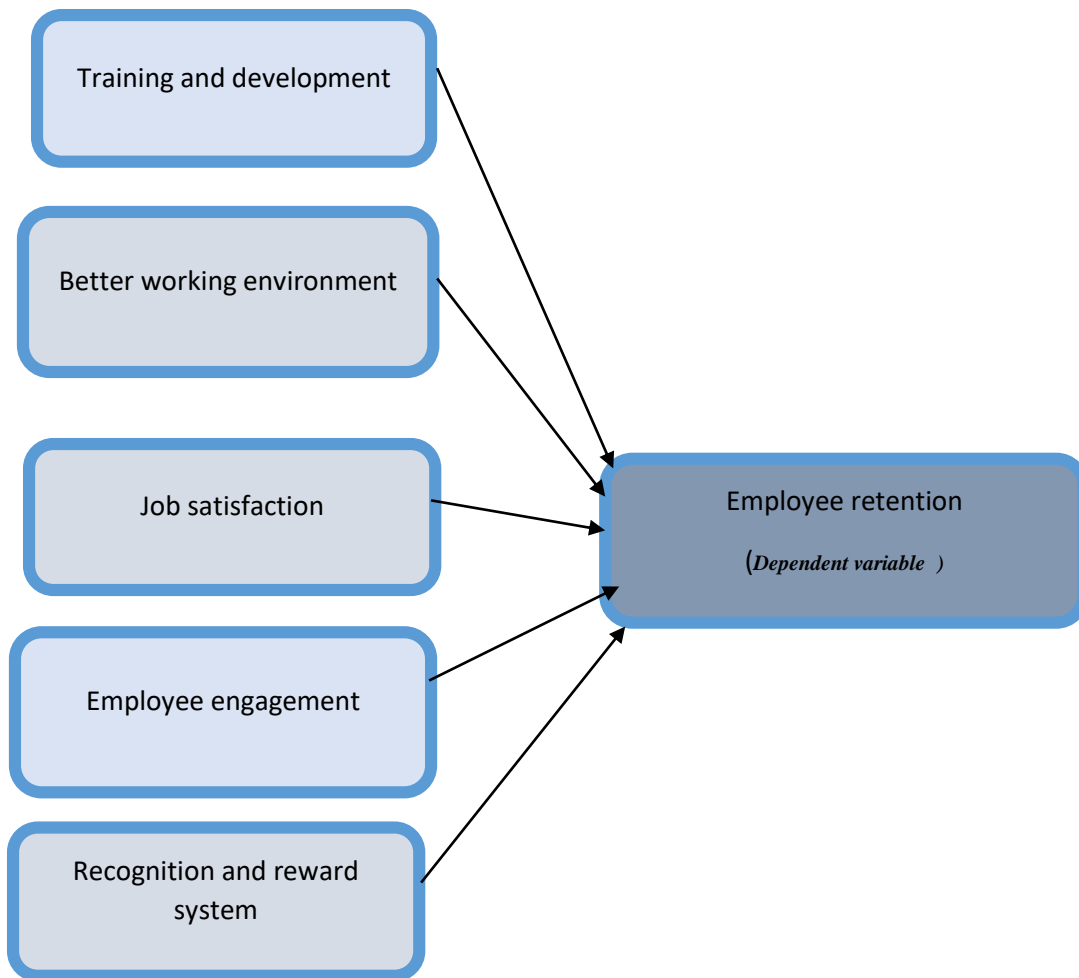 Training and development
Better working environment
Job satisfaction
Employee retention
(Dependent variable  )
Employee engagement
Recognition and reward
system